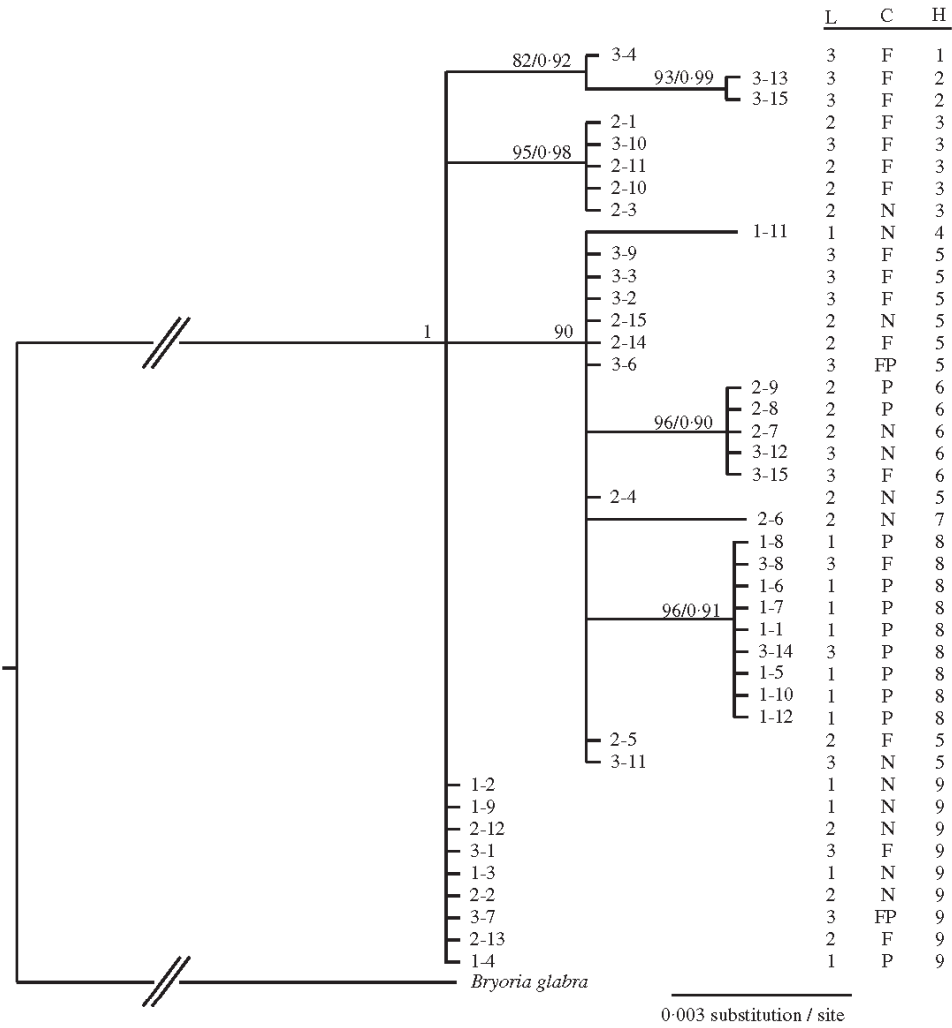 L C H
82/0·92
3-4 3 F 1
93/0·99
3-13 3 F 2
3-15 3 F 2
2-1 2 F 3
3-10 3 F 3
95/0·98
2-11 2 F 3
2-10 2 F 3
2-3 2 N 3
1-11 1 N 4
3-9 3 F 5
3-3 3 F 5
3-2 3 F 5
2-15 2 N 5
1
90
2-14 2 F 5
3-6 3 FP 5
2-9 2 P 6
2-8 2 P 6
96/0·90
2-7 2 N 6
3-12 3 N 6
3-15 3 F 6
2-4 2 N 5
2-6 2 N 7
1-8 1 P 8
3-8 3 F 8
1-6 1 P 8
1-7 1 P 8
96/0·91
1-1 1 P 8
3-14 3 P 8
1-5 1 P 8
1-10 1 P 8
1-12 1 P 8
2-5 2 F 5
3-11 3 N 5
1-2 1 N 9
1-9 1 N 9
2-12 2 N 9
3-1 3 F 9
1-3 1 N 9
2-2 2 N 9
3-7 3 FP 9
2-13 2 F 9
1-4 1 P 9
Bryoria glabra
0·003 substitution / site